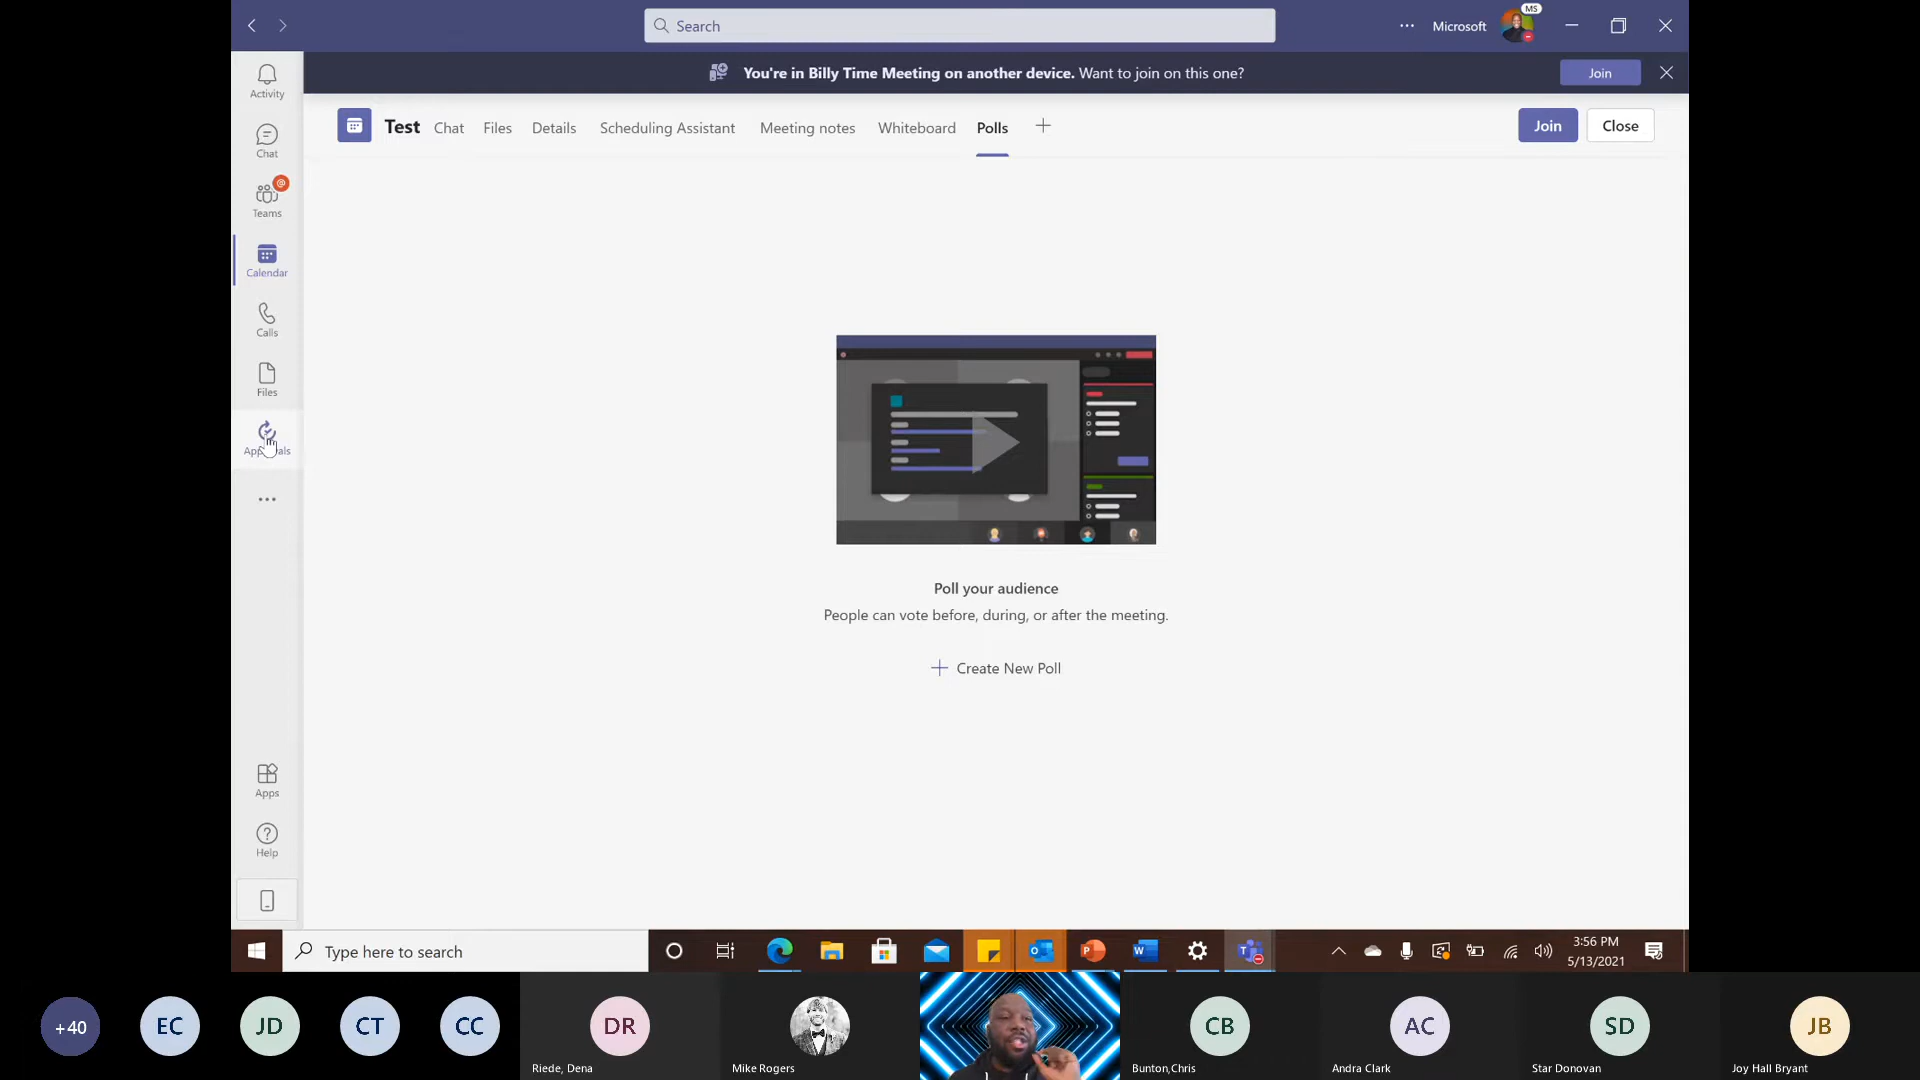 Search
Microsoft
MS
You're in Billy Time Meeting on another device. Want to join on this one?
Join
Activity
Chat
Teams
Calendar
Calls
Files
Apps
Help
Test
Chat
Files
Details
Scheduling Assistant
Meeting notes
Whiteboard
Polls
Join
Close
Poll your audience
People can vote before, during, or after the meeting.
Create New Poll
Type here to search
3:56 PM
5/13/2021
+40
EC
JD
CT
CC
DR
Riede, Dena
Mike Rogers
CB
Bunton,Chris
AC
Andra Clark
SD
Star Donovan
JB
Joy Hall Bryant